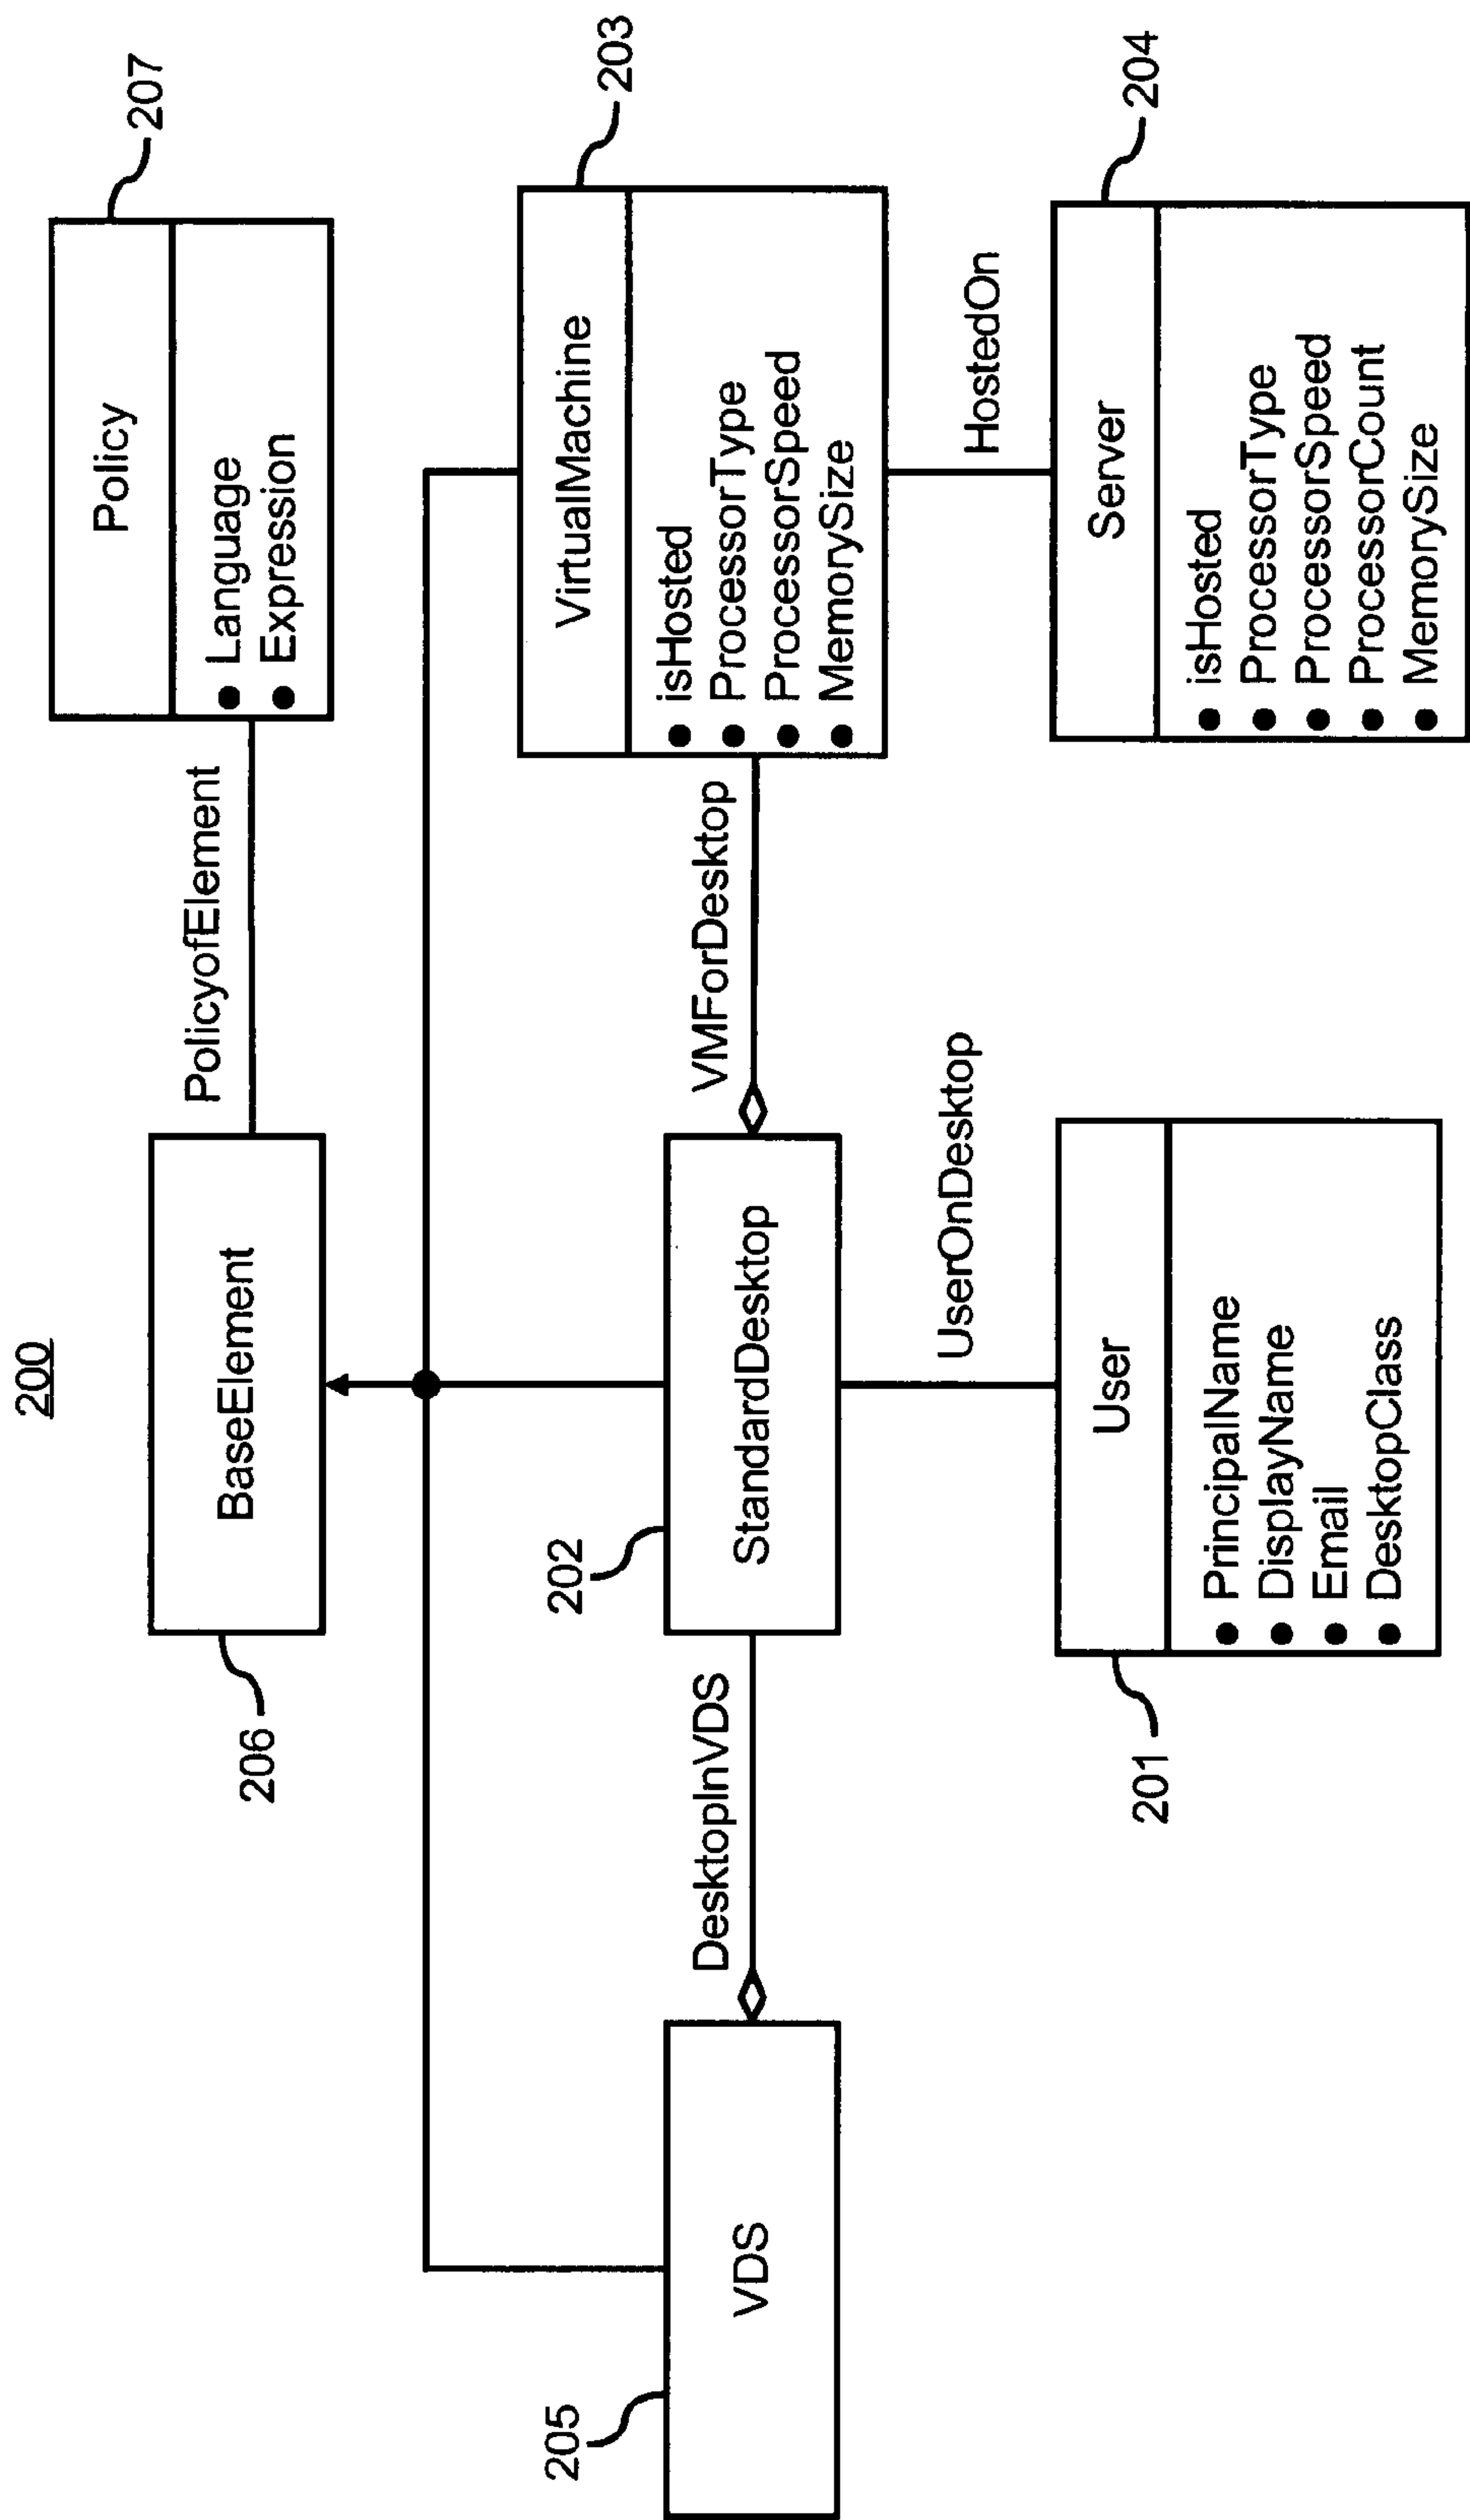 200
206
BaseElement
PolicyofElement
207
Policy
● Language
● Expression
205
VDS
DesktopInVDS
202
StandardDesktop
VMForDesktop
203
VirtualMachine
● isHosted
● ProcessorType
● ProcessorSpeed
● MemorySize
UserOnDesktop
HostedOn
201
User
● PrincipalName
● DisplayName
● Email
● DesktopClass
204
Server
● isHosted
● ProcessorType
● ProcessorSpeed
● ProcessorCount
● MemorySize